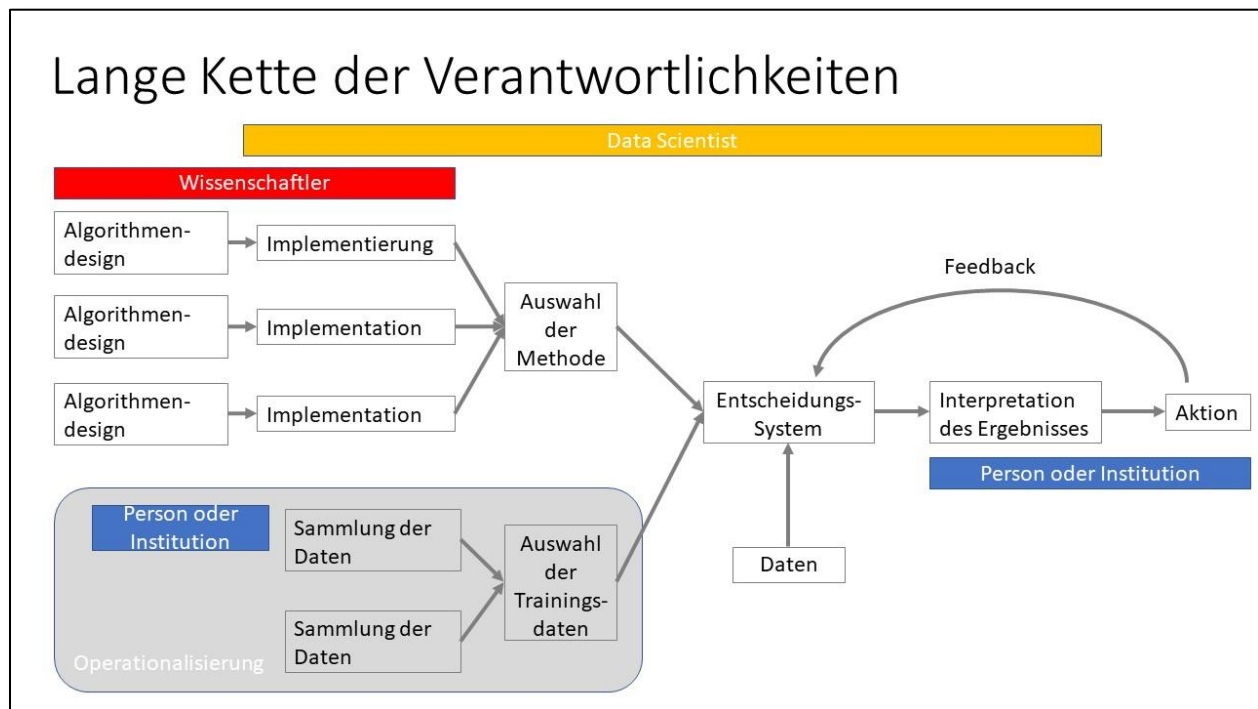 Lange Kette der Verantwortlichkeiten
Data Scientist
Wissenschaftler
Algorithmen-
design
Implementierung
Algorithmen-
design
Implementation
Algorithmen-
design
Implementation
Auswahl
der
Methode
Feedback
Entscheidungs-
System
Interpretation
des Ergebnisses
Aktion
Person oder Institution
Person oder
Institution
Sammlung der
Daten
Sammlung der
Daten
Auswahl
der
Trainings-
daten
Operationalisierung
Daten